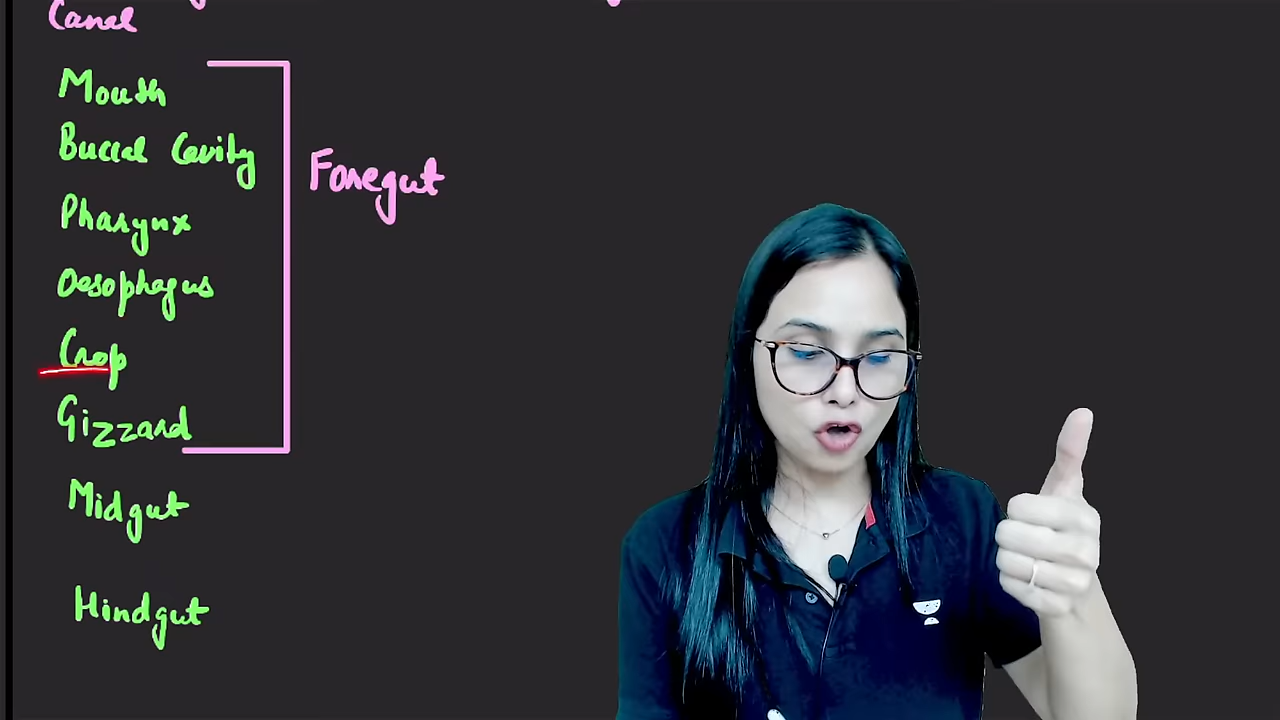 Canal
Mouth
Buccal Cavity
Foregut
Pharynx
Oesophagus
Crop
Gizzard
Midgut
Hindgut